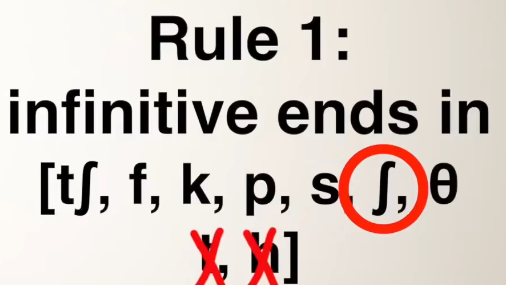 Rule 1:
infinitive ends in
[tʃ, f, k, p, s, ʃ, θ
t, h]